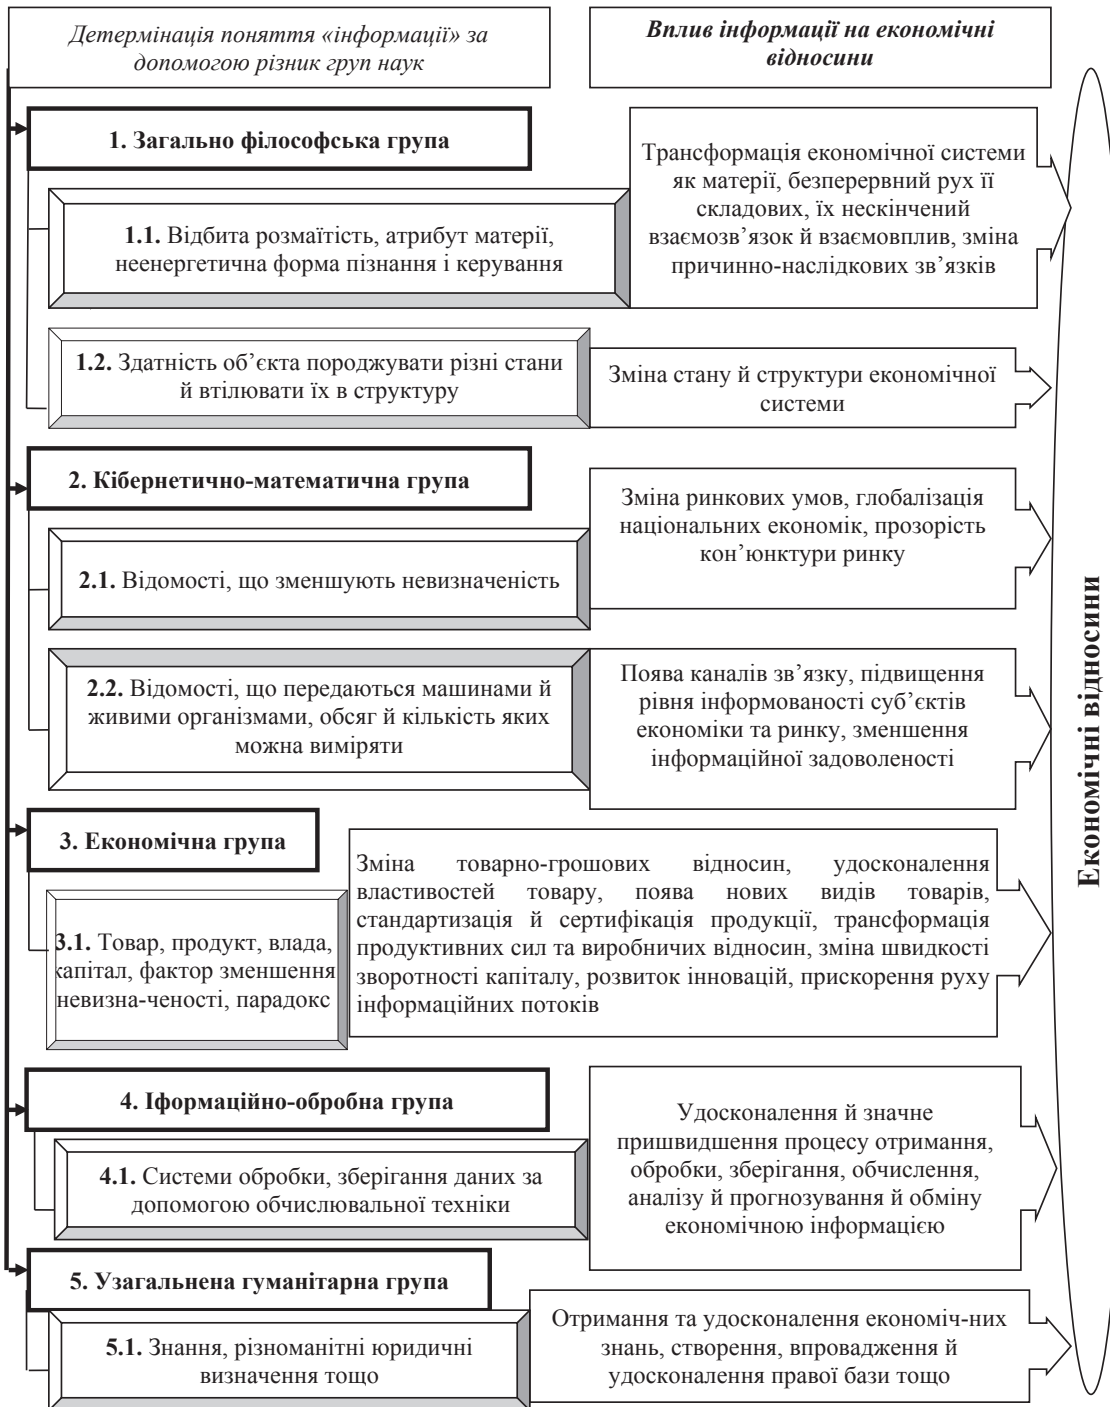 Детермінація поняття «інформації» за
допомогою різник груп наук
Вплив інформації на економічні
відносини
1. Загально філософська група
1.1. Відбита розмаїтість, атрибут матерії,
неенергетична форма пізнання і керування
Трансформація економічної системи
як матерії, безперервний рух її
складових, їх нескінчений
взаємозв’язок й взаємовплив, зміна
причинно-наслідкових зв’язків
1.2. Здатність об’єкта породжувати різні стани
й втілювати їх в структуру
Зміна стану й структури економічної
системи
2. Кібернетично-математична група
2.1. Відомості, що зменшують невизначеність
Зміна ринкових умов, глобалізація
національних економік, прозорість
кон’юнктури ринку
2.2. Відомості, що передаються машинами й
живими організмами, обсяг й кількість яких
можна виміряти
Поява каналів зв’язку, підвищення
рівня інформованості суб’єктів
економіки та ринку, зменшення
інформаційної задоволеності
3. Економічна група
3.1. Товар, продукт, влада,
капітал, фактор зменшення
невизна-ченості, парадокс
Зміна товарно-грошових відносин, удосконалення
властивостей товару, поява нових видів товарів,
стандартизація й сертифікація продукції, трансформація
продуктивних сил та виробничих відносин, зміна швидкості
зворотності капіталу, розвиток інновацій, прискорення руху
інформаційних потоків
4. Іформаційно-обробна група
4.1. Системи обробки, зберігання даних за
допомогою обчислювальної техніки
Удосконалення й значне
пришвидшення процесу отримання,
обробки, зберігання, обчислення,
аналізу й прогнозування й обміну
економічною інформацією
5. Узагальнена гуманітарна група
5.1. Знання, різноманітні юридичні
визначення тощо
Отримання та удосконалення економіч-них
знань, створення, впровадження й
удосконалення правої бази тощо
Економічні відносини